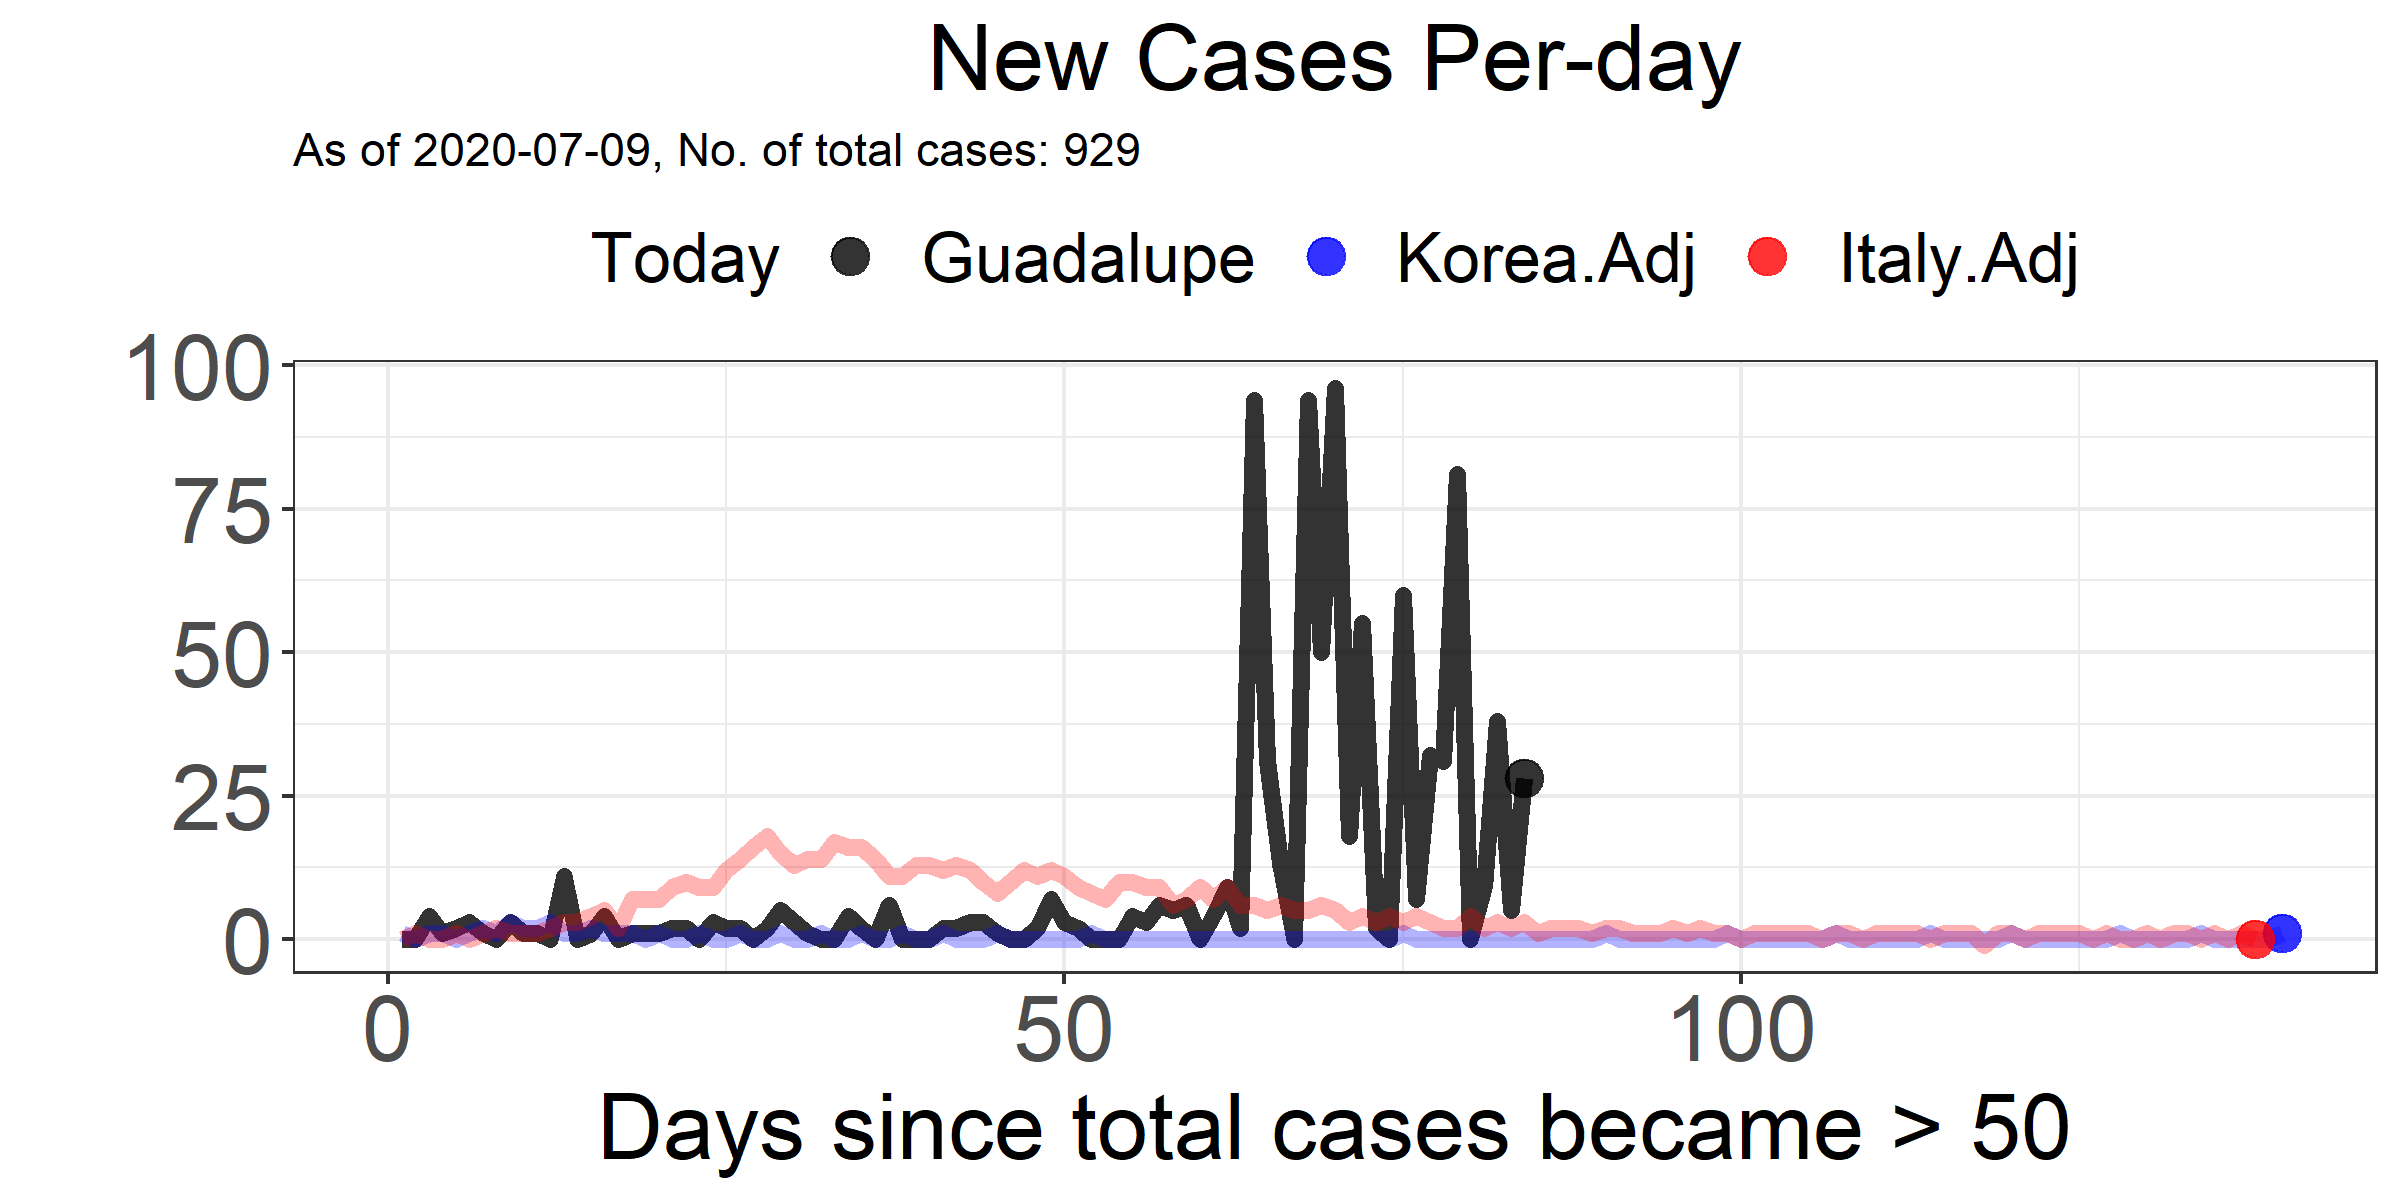 New Cases Per-day
As of 2020-07-09, No. of total cases: 929
Today Guadalupe Korea.Adj Italy.Adj
100
75
50
25
0
0 50 100
Days since total cases became > 50